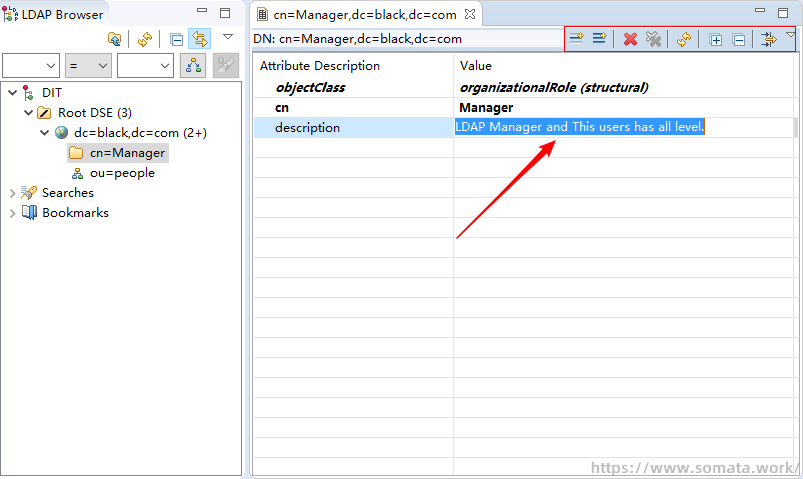 LDAP Browser
=
DIT
Root DSE (3)
dc=black,dc=com (2+)
cn=Manager
ou=people
Searches
Bookmarks
cn=Manager,dc=black,dc=com
DN: cn=Manager,dc=black,dc=com
Attribute Description Value
objectClass organizationalRole (structural)
cn Manager
description LDAP Manager and This users has all level.
https://www.somata.work/